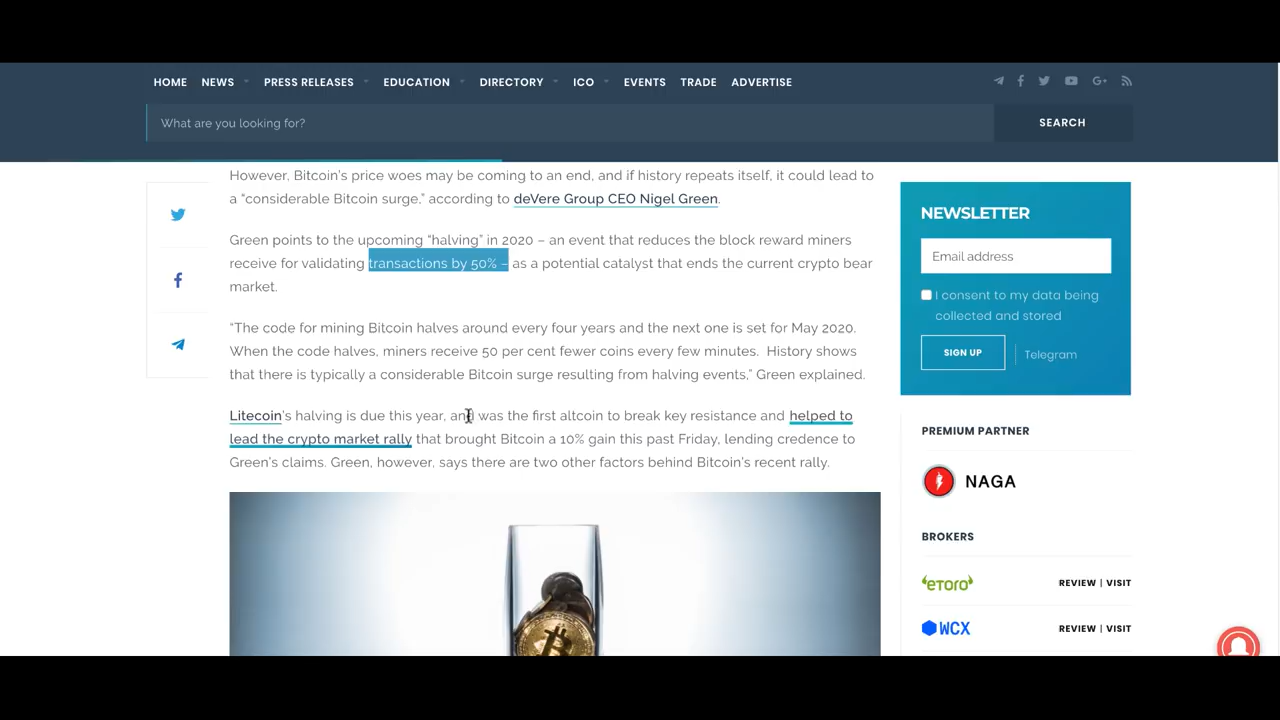 HOME NEWS PRESS RELEASES EDUCATION DIRECTORY ICO EVENTS TRADE ADVERTISE
What are you looking for? SEARCH
However, Bitcoin's price woes may be coming to an end, and if history repeats itself, it could lead to
a "considerable Bitcoin surge," according to deVere Group CEO Nigel Green.
Green points to the upcoming "halving" in 2020 – an event that reduces the block reward miners
receive for validating transactions by 50% – as a potential catalyst that ends the current crypto bear
market.
"The code for mining Bitcoin halves around every four years and the next one is set for May 2020.
When the code halves, miners receive 50 per cent fewer coins every few minutes.  History shows
that there is typically a considerable Bitcoin surge resulting from halving events," Green explained.
Litecoin's halving is due this year, and was the first altcoin to break key resistance and helped to
lead the crypto market rally that brought Bitcoin a 10% gain this past Friday, lending credence to
Green's claims. Green, however, says there are two other factors behind Bitcoin's recent rally.
NEWSLETTER
Email address
I consent to my data being
collected and stored
SIGN UP Telegram
PREMIUM PARTNER
NAGA
BROKERS
eToro REVIEW | VISIT
WCX REVIEW | VISIT